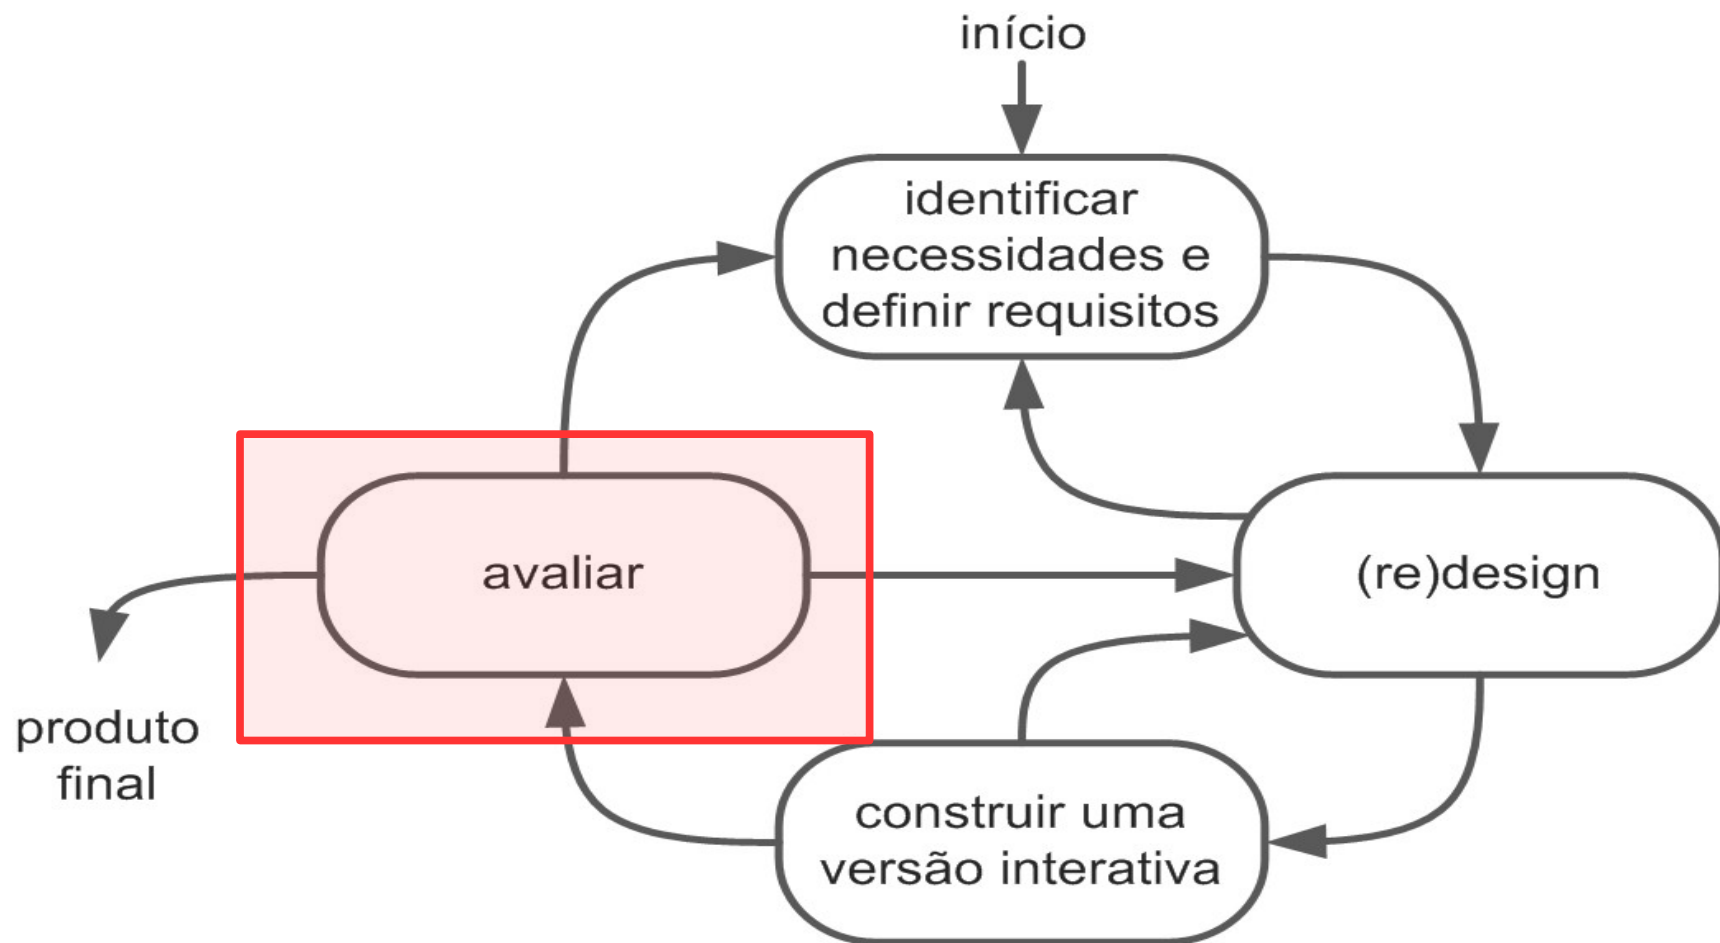 início
identificar
necessidades e
definir requisitos
avaliar
(re)design
produto
final
construir uma
versão interativa